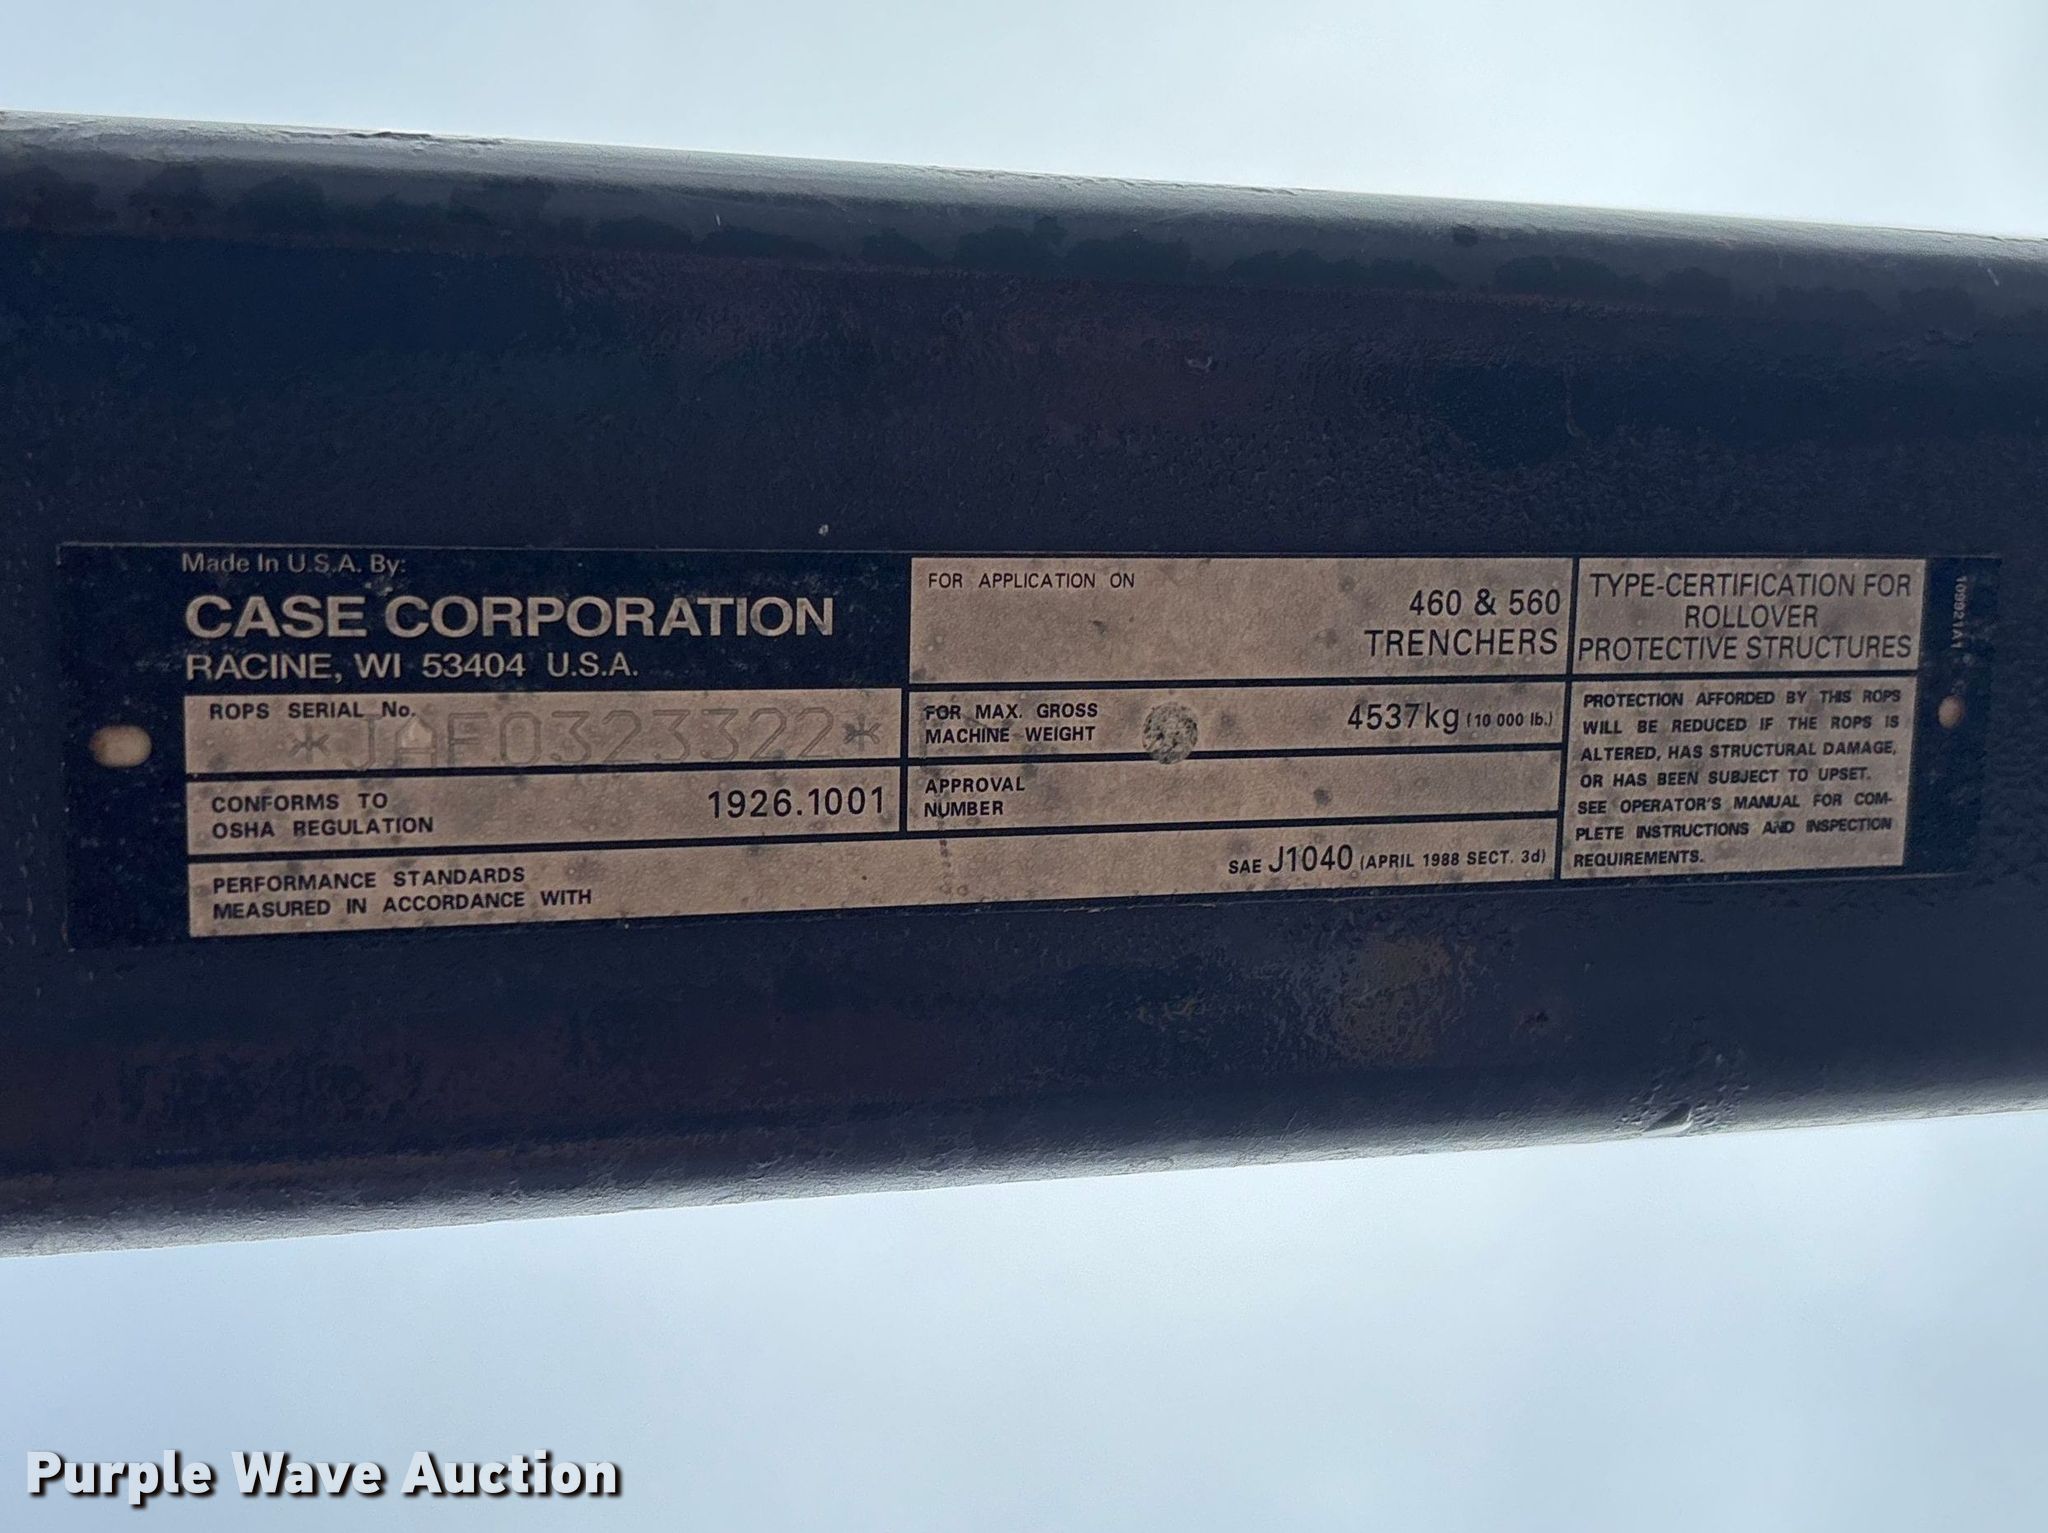 Made In U.S.A. By:
CASE CORPORATION
RACINE, WI 53404 U.S.A.
ROPS SERIAL No.
*JAF0323322*
CONFORMS TO
OSHA REGULATION
1926.1001
PERFORMANCE STANDARDS
MEASURED IN ACCORDANCE WITH
SAE J1040 (APRIL 1988 SECT. 3d)
FOR APPLICATION ON
460 & 560
TRENCHERS
FOR MAX. GROSS
MACHINE WEIGHT
4537kg (10 000 lb.)
APPROVAL
NUMBER
TYPE-CERTIFICATION FOR
ROLLOVER
PROTECTIVE STRUCTURES
PROTECTION AFFORDED BY THIS ROPS
WILL BE REDUCED IF THE ROPS IS
ALTERED, HAS STRUCTURAL DAMAGE,
OR HAS BEEN SUBJECT TO UPSET.
SEE OPERATOR'S MANUAL FOR COM-
PLETE INSTRUCTIONS AND INSPECTION
REQUIREMENTS.
109921A1
Purple Wave Auction